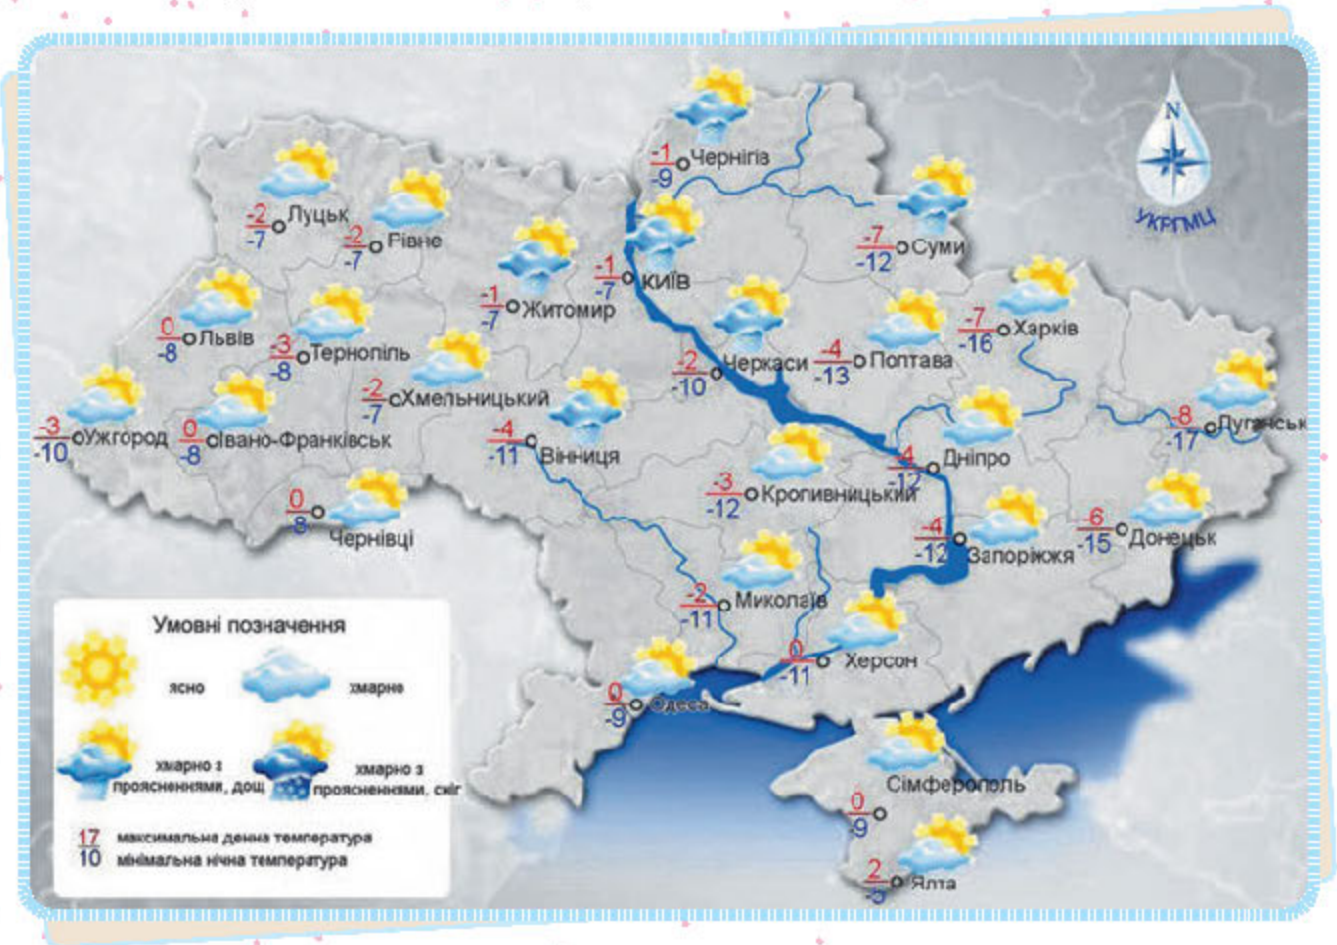 N
УКРГМЦ
-1
-9
Чернігів
-2
-7
Луцьк
-2
-7
Рівне
-7
-12
Суми
-1
-7
КИЇВ
-1
-7
Житомир
0
-8
Львів
-3
-8
Тернопіль
-7
-16
Харків
-2
-10
Черкаси
-4
-13
Полтава
-2
-7
Хмельницький
-8
-17
Луганськ
-3
-10
Ужгород
0
-8
Івано-Франківськ
-4
-11
Вінниця
-4
-12
Дніпро
-3
-12
Кропивницький
0
8
Чернівці
-4
-12
Запоріжжя
-6
-15
Донецьк
-2
-11
Миколаїв
0
-11
Херсон
0
-9
Одеса
Сімферополь
0
-9
2
-5
Ялта
Умовні позначення
ясно
хмарно
хмарно з
проясненнями, дощ
хмарно з
проясненнями, сніг
17
максимальна денна температура
10
мінімальна нічна температура